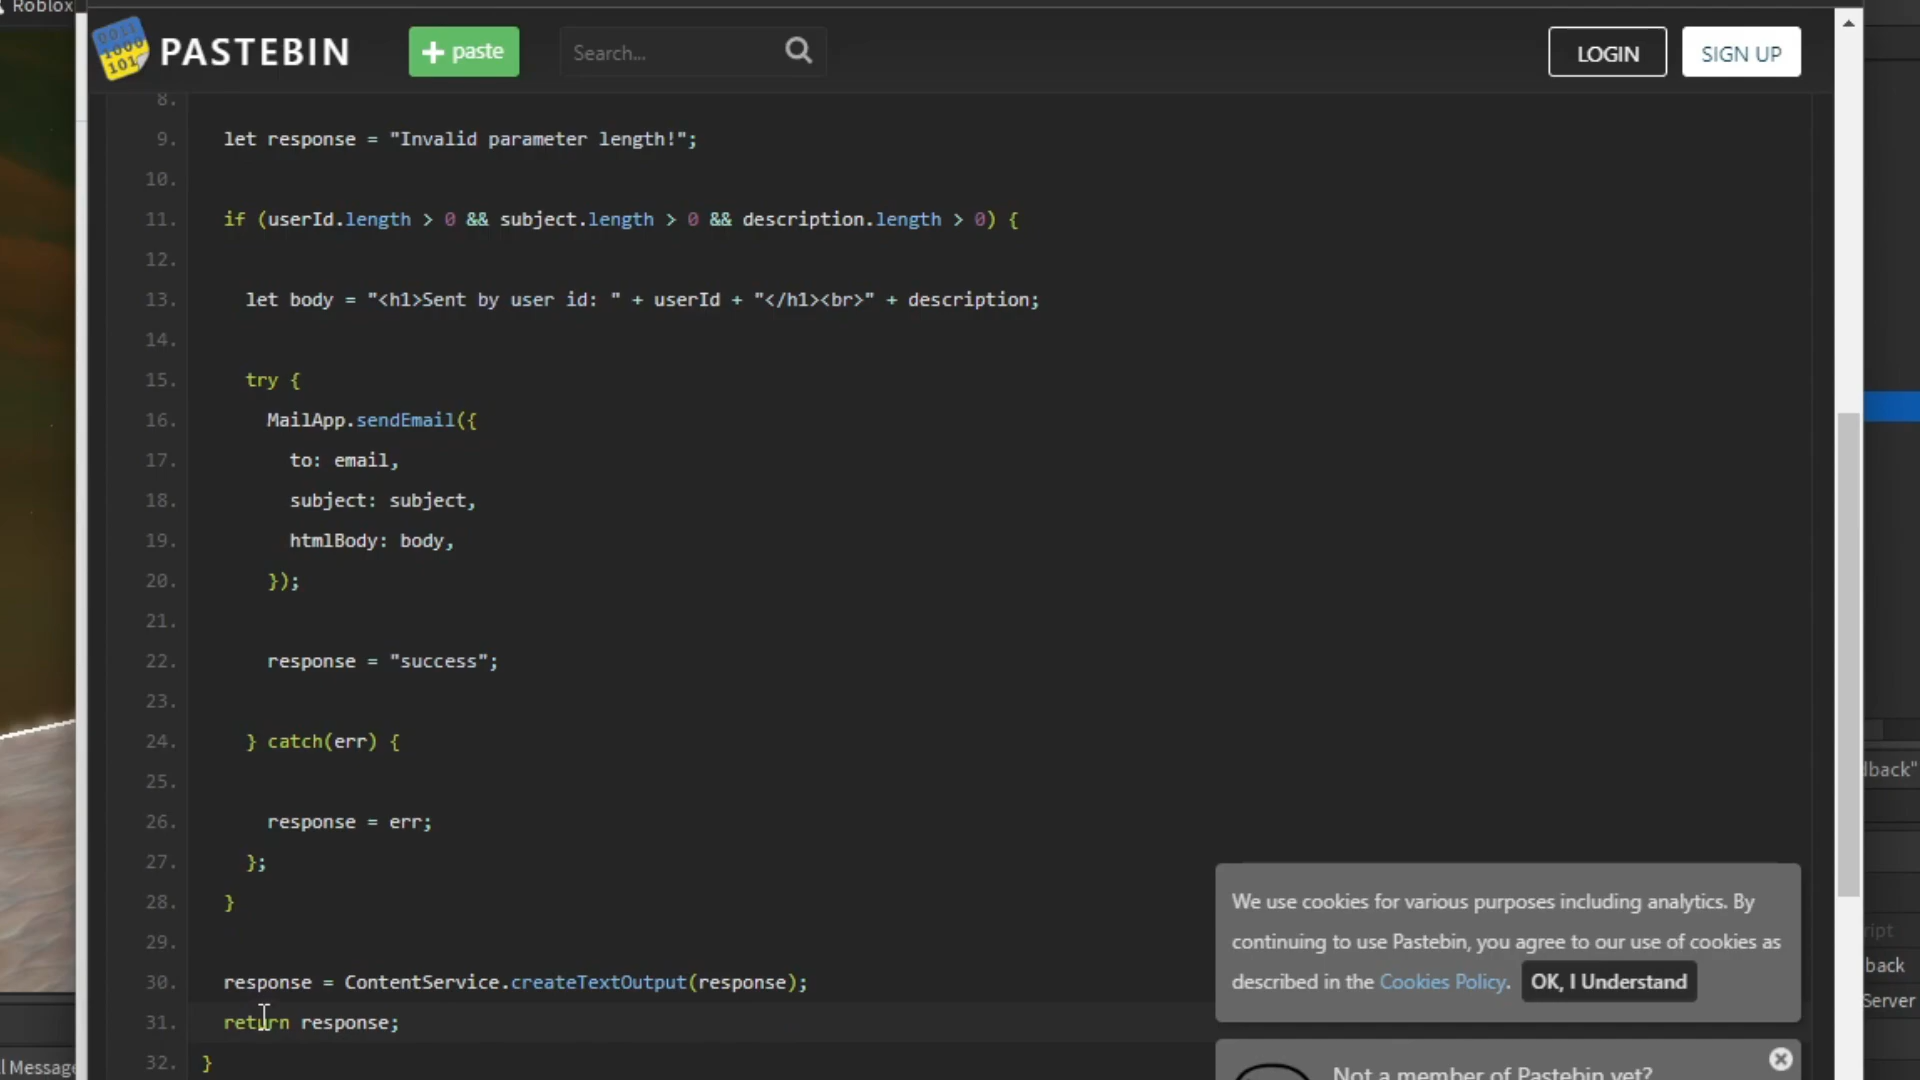 Roblox
PASTEBIN
+ paste
Search...
LOGIN
SIGN UP
8.
9. let response = "Invalid parameter length!";
10.
11. if (userId.length > 0 && subject.length > 0 && description.length > 0) {
12.
13. let body = "<h1>Sent by user id: " + userId + "</h1><br>" + description;
14.
15. try {
16. MailApp.sendEmail({
17. to: email,
18. subject: subject,
19. htmlBody: body,
20. });
21.
22. response = "success";
23.
24. } catch(err) {
25.
26. response = err;
27. };
28. }
29.
30. response = ContentService.createTextOutput(response);
31. return response;
32. }
We use cookies for various purposes including analytics. By
continuing to use Pastebin, you agree to our use of cookies as
described in the Cookies Policy. OK, I Understand
Not a member of Pastebin yet?
l Message
dback"
ript
back
Server